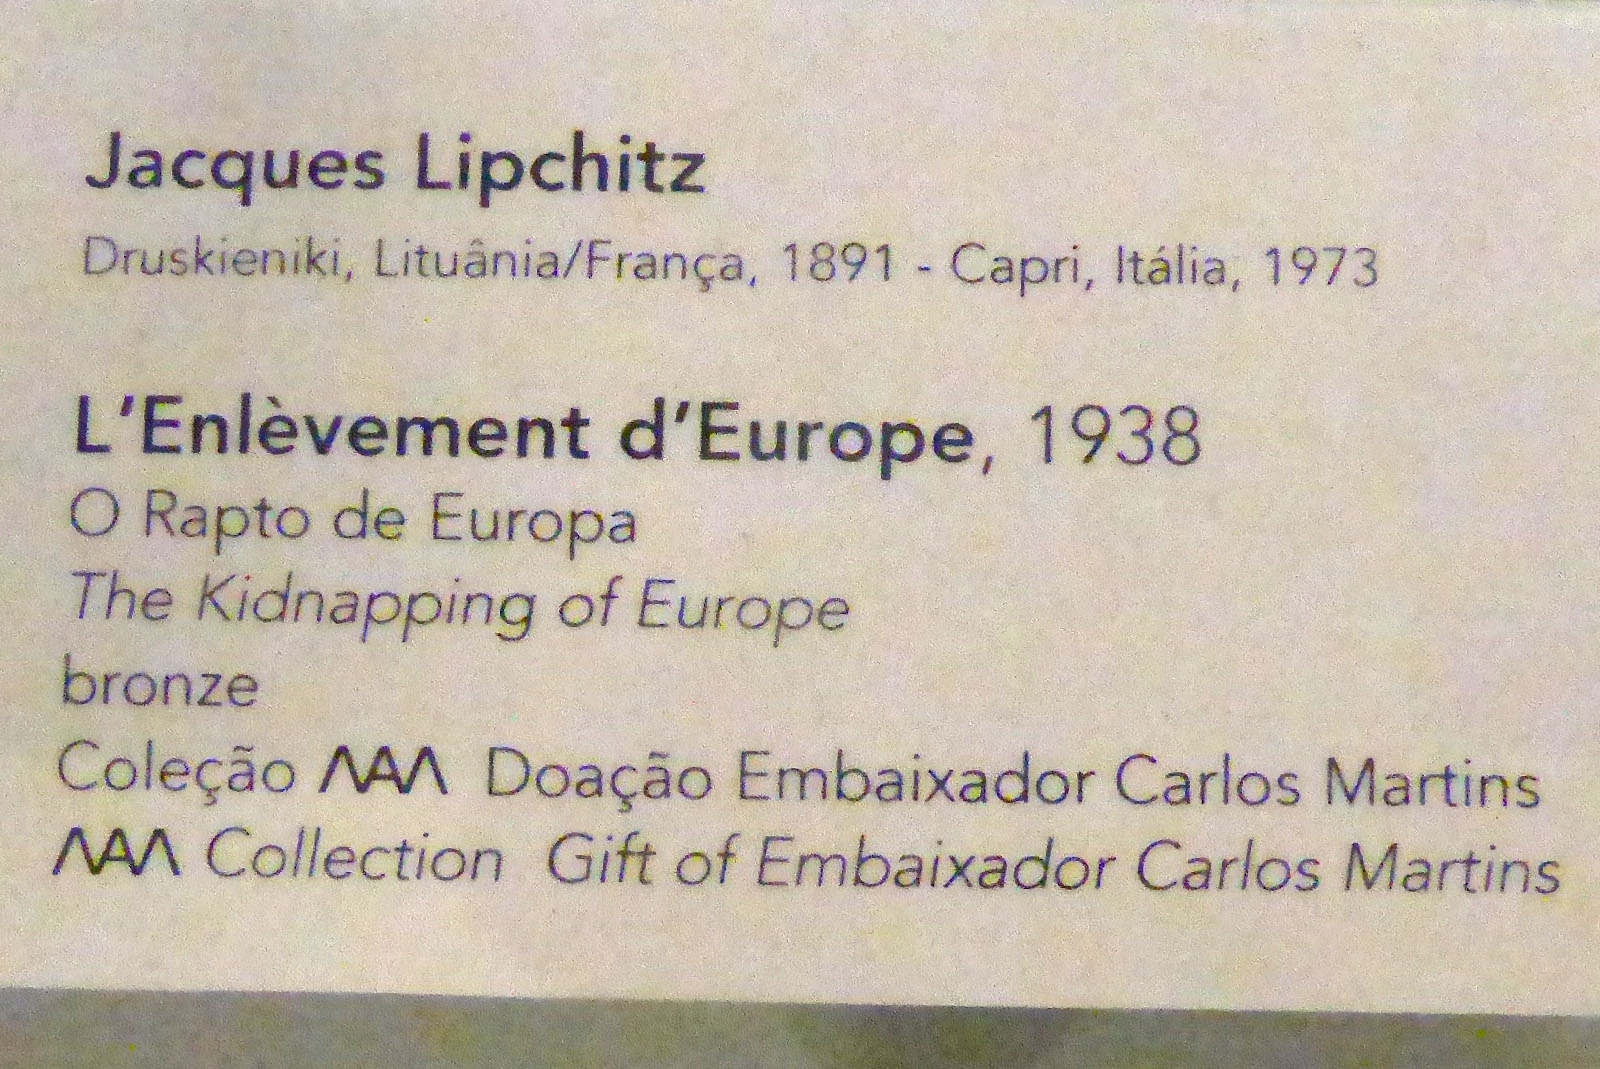 Jacques Lipchitz
Druskieniki, Lituânia/França, 1891 - Capri, Itália, 1973
L'Enlèvement d'Europe, 1938
O Rapto de Europa
The Kidnapping of Europe
bronze
Coleção MAM Doação Embaixador Carlos Martins
MAM Collection Gift of Embaixador Carlos Martins